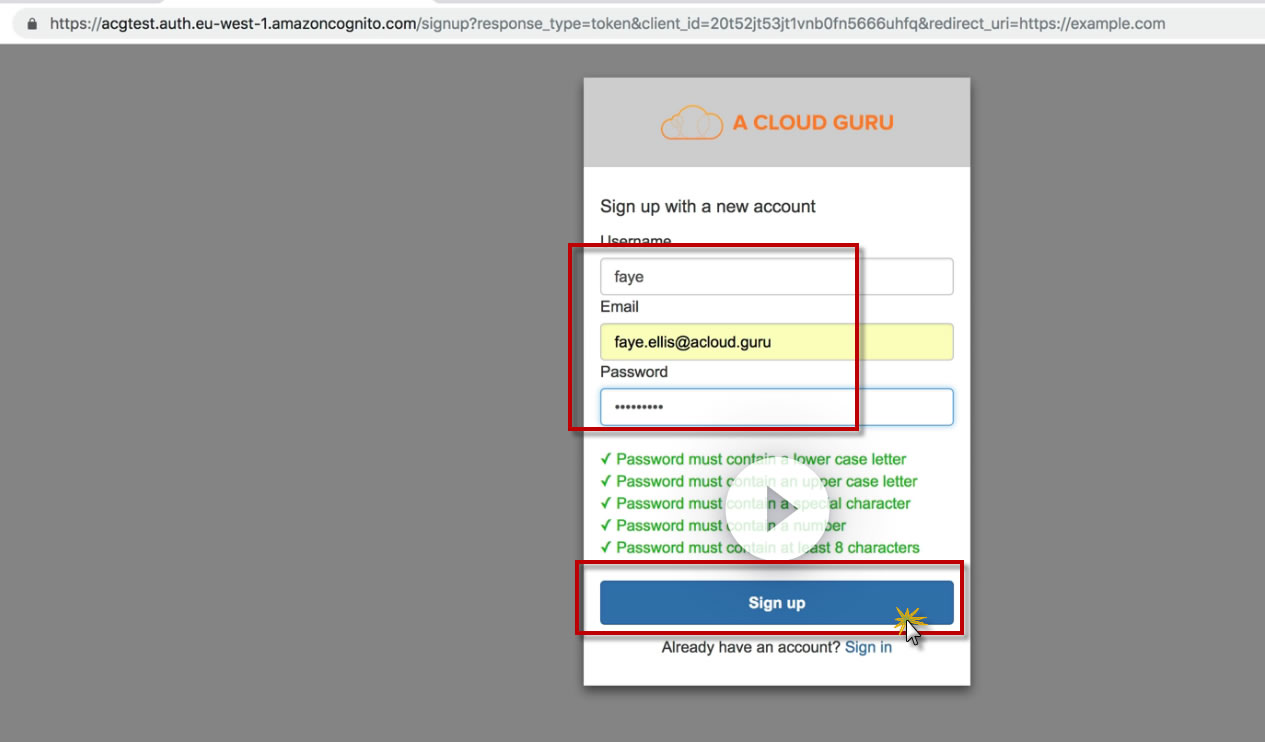 https://acgtest.auth.eu-west-1.amazoncognito.com/signup?response_type=token&client_id=20t52jt53jt1vnb0fn5666uhfq&redirect_uri=https://example.com
A CLOUD GURU
Sign up with a new account
Username
faye
Email
faye.ellis@acloud.guru
Password
•••••••••
✓ Password must contain a lower case letter
✓ Password must contain an upper case letter
✓ Password must contain a special character
✓ Password must contain a number
✓ Password must contain at least 8 characters
Sign up
Already have an account? Sign in